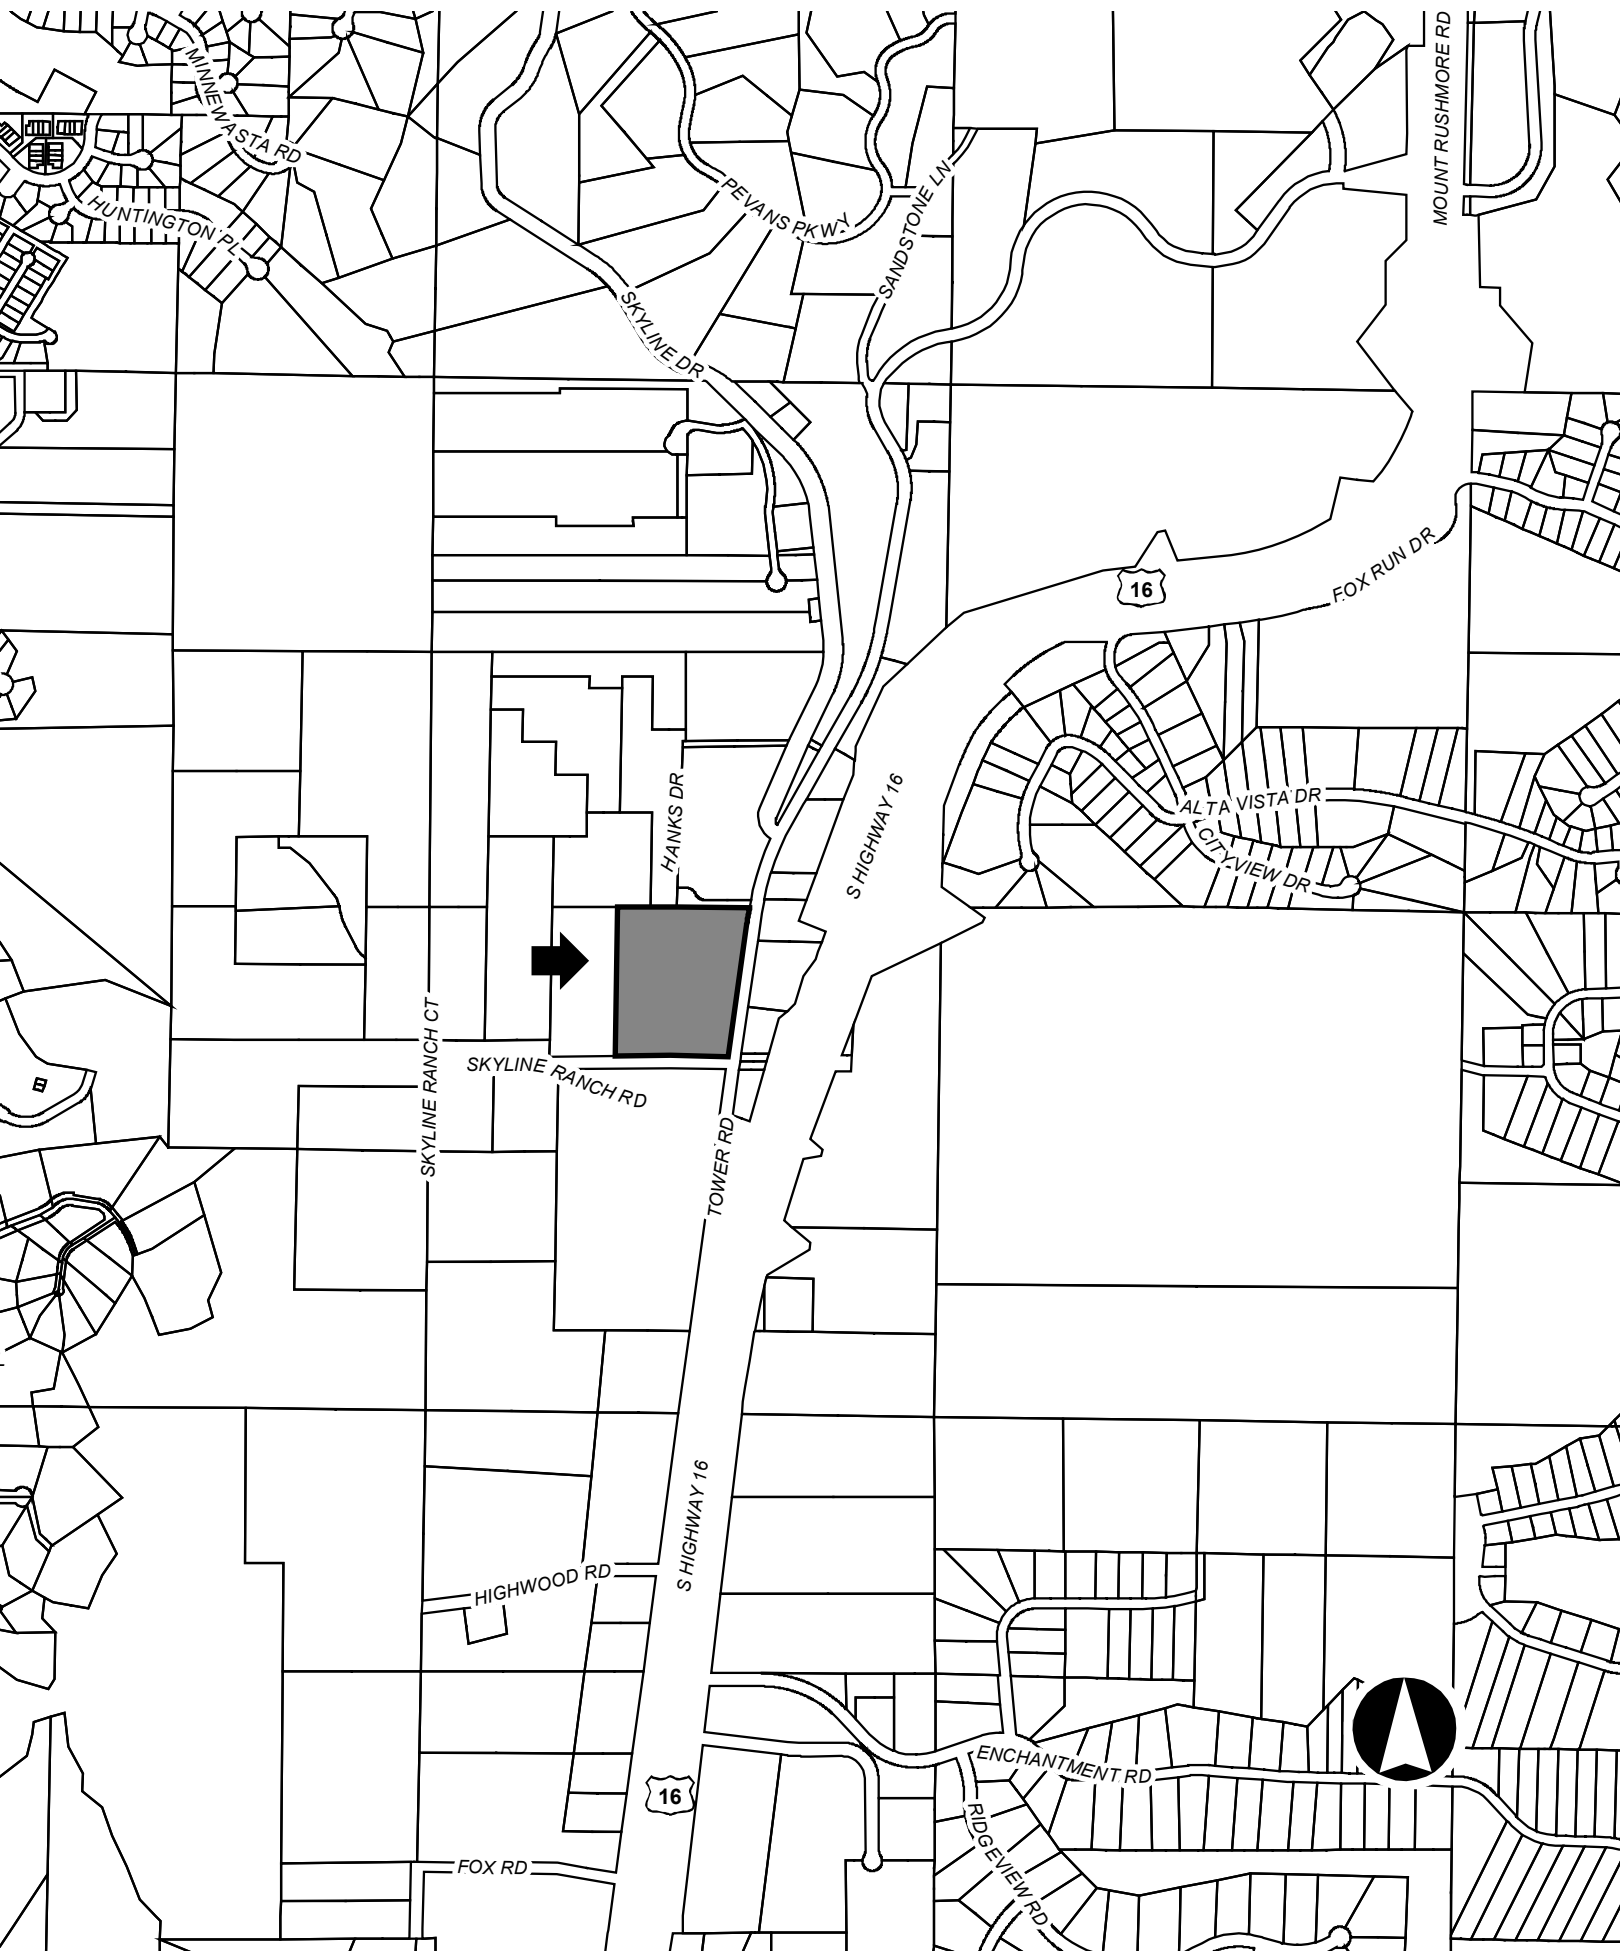 MOUNT RUSHMORE RD
MINNEWASTA RD
HUNTINGTON PL
PEVANS PKWY
SANDSTONE LN
SKYLINE DR
16
FOX RUN DR
HANKS DR
S HIGHWAY 16
ALTA VISTA DR
CITY VIEW DR
SKYLINE RANCH CT
SKYLINE RANCH RD
TOWER RD
S HIGHWAY 16
HIGHWOOD RD
ENCHANTMENT RD
16
RIDGEVIEW RD
FOX RD